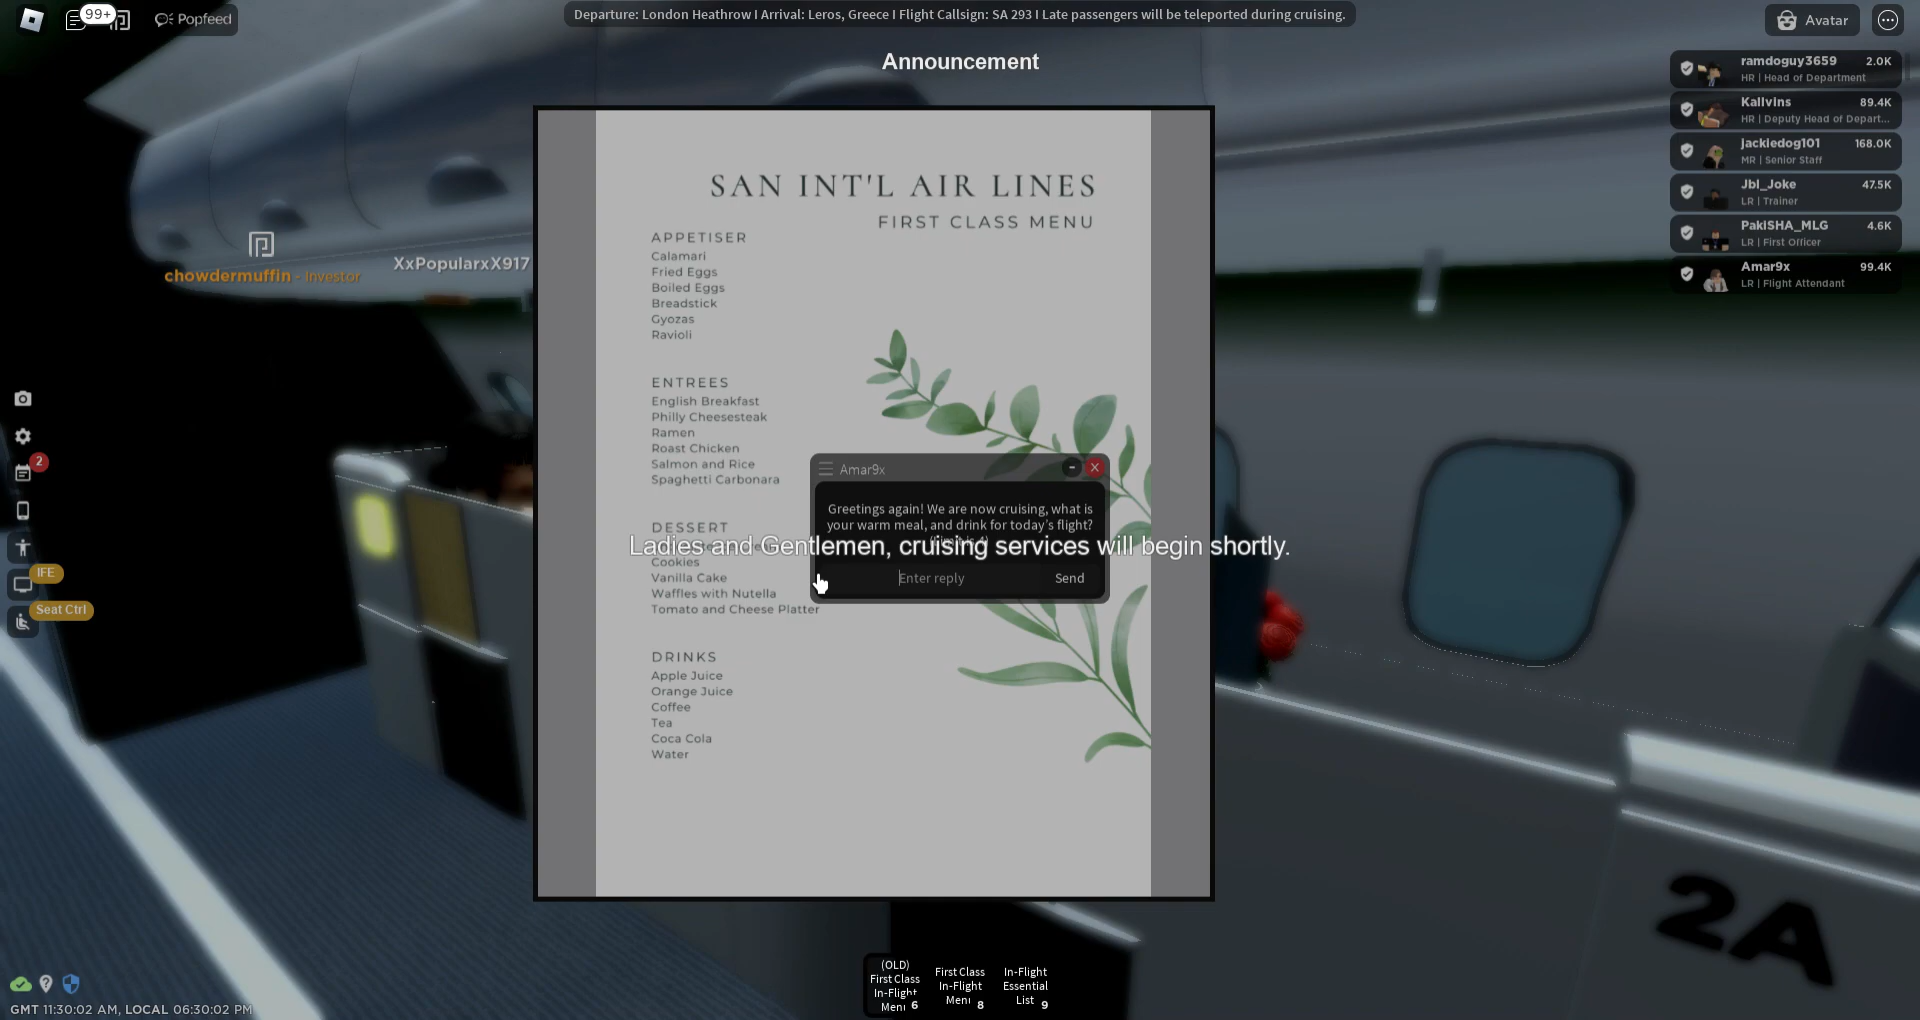 99+
Popfeed
Departure: London Heathrow I Arrival: Leros, Greece I Flight Callsign: SA 293 I Late passengers will be teleported during cruising.
Avatar
Announcement
ramdoguy3659 2.0K
HR | Head of Department
Kallvins 89.4K
HR | Deputy Head of Depart...
jackiedog101 168.0K
MR | Senior Staff
Jbl_Joke 47.5K
LR | Trainer
PakiSHA_MLG 4.6K
LR | First Officer
Amar9x 99.4K
LR | Flight Attendant
chowdermuffin - Investor
XxPopularxX917
SAN INT'L AIR LINES
FIRST CLASS MENU
APPETISER
Calamari
Fried Eggs
Boiled Eggs
Breadstick
Gyozas
Ravioli
ENTREES
English Breakfast
Philly Cheesesteak
Ramen
Roast Chicken
Salmon and Rice
Spaghetti Carbonara
DESSERT
Cookies
Vanilla Cake
Waffles with Nutella
Tomato and Cheese Platter
DRINKS
Apple Juice
Orange Juice
Coffee
Tea
Coca Cola
Water
Amar9x
Greetings again! We are now cruising, what is
your warm meal, and drink for today's flight?
Ladies and Gentlemen, cruising services will begin shortly.
Enter reply
Send
2
IFE
Seat Ctrl
2A
(OLD)
First Class
In-Flight
Menu 6
First Class
In-Flight
Menu 8
In-Flight
Essential
List 9
GMT 11:30:02 AM, LOCAL 06:30:02 PM